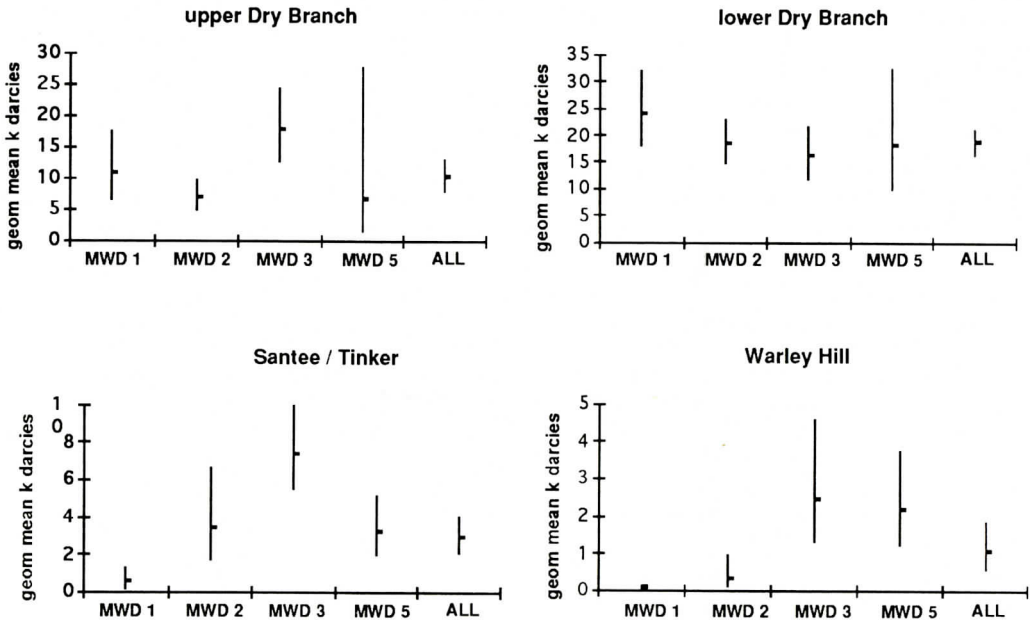 upper Dry Branch
geom mean k darcies
30
25
20
15
10
5
0
MWD 1 MWD 2 MWD 3 MWD 5 ALL
lower Dry Branch
geom mean k darcies
35
30
25
20
15
10
5
0
MWD 1 MWD 2 MWD 3 MWD 5 ALL
Santee / Tinker
geom mean k darcies
1
0
8
6
4
2
0
MWD 1 MWD 2 MWD 3 MWD 5 ALL
Warley Hill
geom mean k darcies
5
4
3
2
1
0
MWD 1 MWD 2 MWD 3 MWD 5 ALL